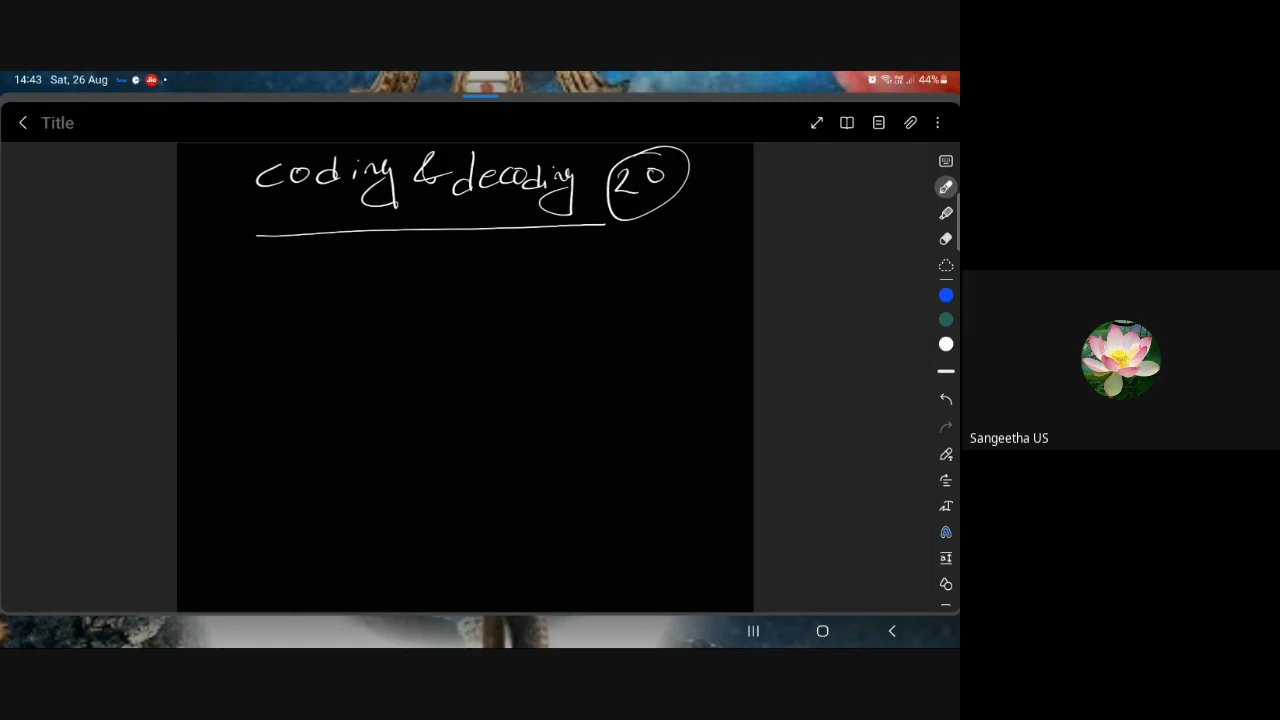 14:43 Sat, 26 Aug
44%
Title
coding & decoding 20
Sangeetha US